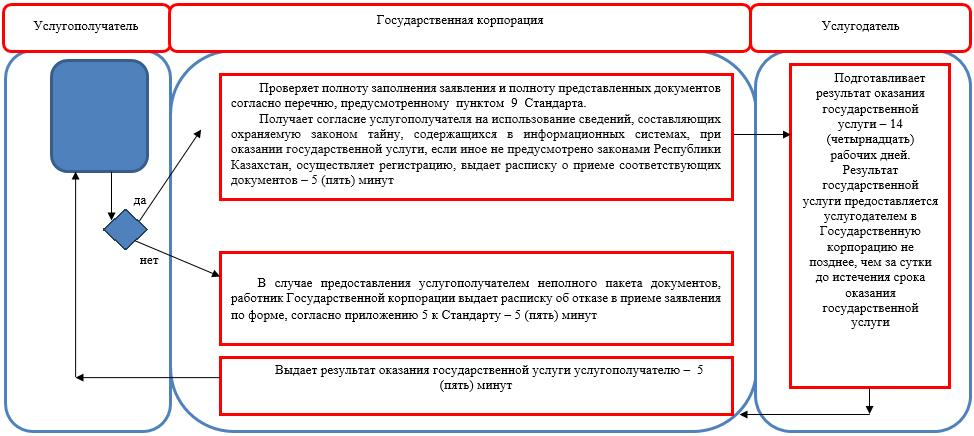 Услугополучатель
Государственная корпорация
Услугодатель
Проверяет полноту заполнения заявления и полноту представленных документов
согласно перечню, предусмотренному пунктом 9 Стандарта.
Получает согласие услугополучателя на использование сведений, составляющих
охраняемую законом тайну, содержащихся в информационных системах, при
оказании государственной услуги, если иное не предусмотрено законами Республики
Казахстан, осуществляет регистрацию, выдает расписку о приеме соответствующих
документов – 5 (пять) минут
да
нет
В случае предоставления услугополучателем неполного пакета документов,
работник Государственной корпорации выдает расписку об отказе в приеме заявления
по форме, согласно приложению 5 к Стандарту – 5 (пять) минут
Выдает результат оказания государственной услуги услугополучателю – 5
(пять) минут
Подготавливает
результат оказания
государственной
услуги – 14
(четырнадцать)
рабочих дней.
Результат
государственной
услуги предоставляется
услугодателем в
Государственную
корпорацию не
позднее, чем за сутки
до истечения срока
оказания
государственной
услуги